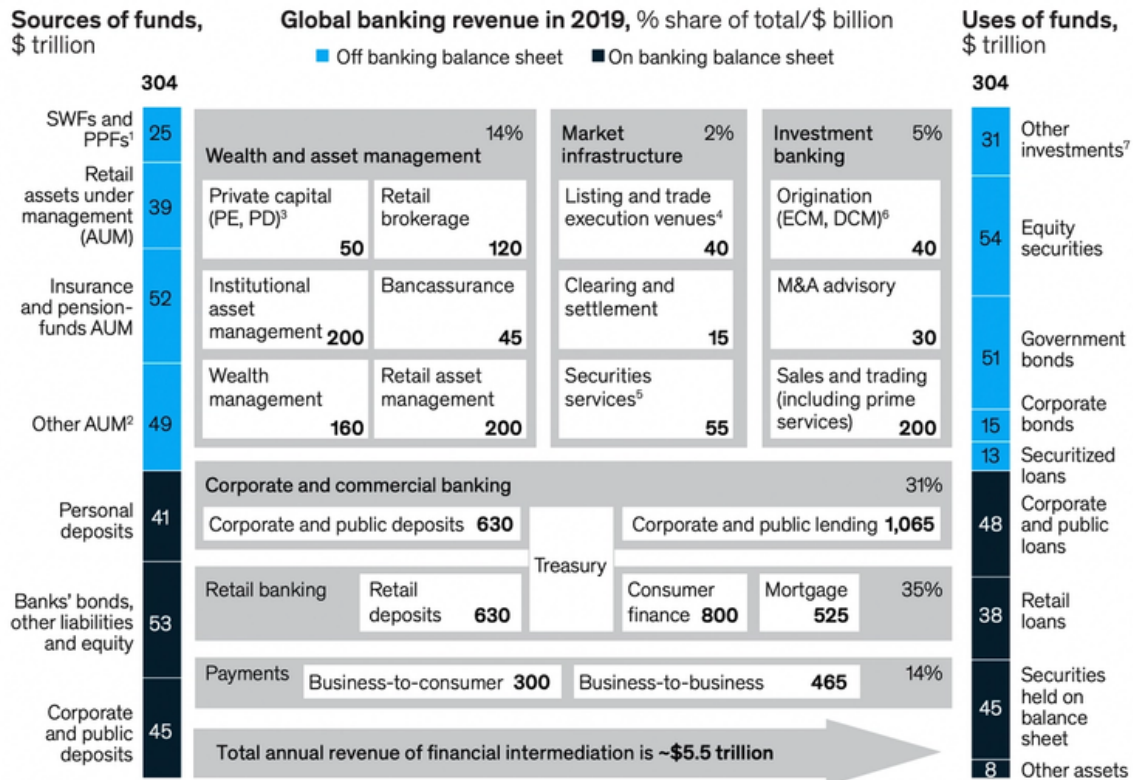 Sources of funds,
$ trillion
Global banking revenue in 2019, % share of total/$ billion
Off banking balance sheet
On banking balance sheet
Uses of funds,
$ trillion
304
SWFs and
PPFs¹
25
Retail
assets under
management
(AUM)
39
Insurance
and pension-
funds AUM
52
Other AUM²
49
Personal
deposits
41
Banks' bonds,
other liabilities
and equity
53
Corporate
and public
deposits
45
14%
Wealth and asset management
Private capital
(PE, PD)³
50
Retail
brokerage
120
Institutional
asset
management 200
Bancassurance
45
Wealth
management
160
Retail asset
management
200
Market 2%
infrastructure
Listing and trade
execution venues⁴
40
Clearing and
settlement
15
Securities
services⁵
55
Investment 5%
banking
Origination
(ECM, DCM)⁶
40
M&A advisory
30
Sales and trading
(including prime
services) 200
Corporate and commercial banking 31%
Corporate and public deposits 630
Corporate and public lending 1,065
Treasury
Retail banking
Retail
deposits 630
Consumer
finance 800
Mortgage
525
35%
Payments
Business-to-consumer 300
Business-to-business 465
14%
Total annual revenue of financial intermediation is ~$5.5 trillion
304
31
Other
investments⁷
54
Equity
securities
51
Government
bonds
15
Corporate
bonds
13
Securitized
loans
48
Corporate
and public
loans
38
Retail
loans
45
Securities
held on
balance
sheet
8
Other assets